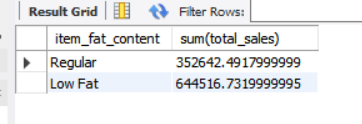 Result Grid Filter Rows:
item_fat_content sum(total_sales)
Regular 352642.4917999999
Low Fat 644516.7319999995